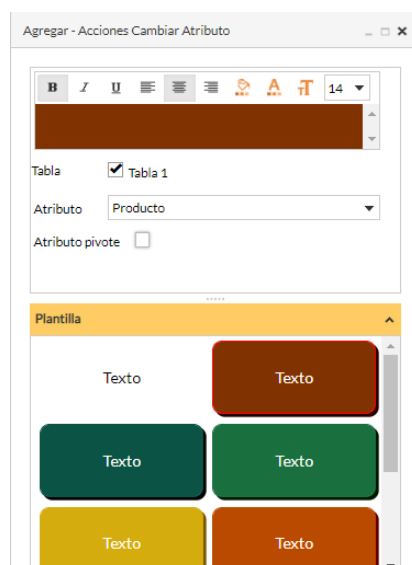 Agregar - Acciones Cambiar Atributo
B I U A T 14
Tabla Tabla 1
Atributo Producto
Atributo pivote
Plantilla
Texto Texto
Texto Texto
Texto Texto